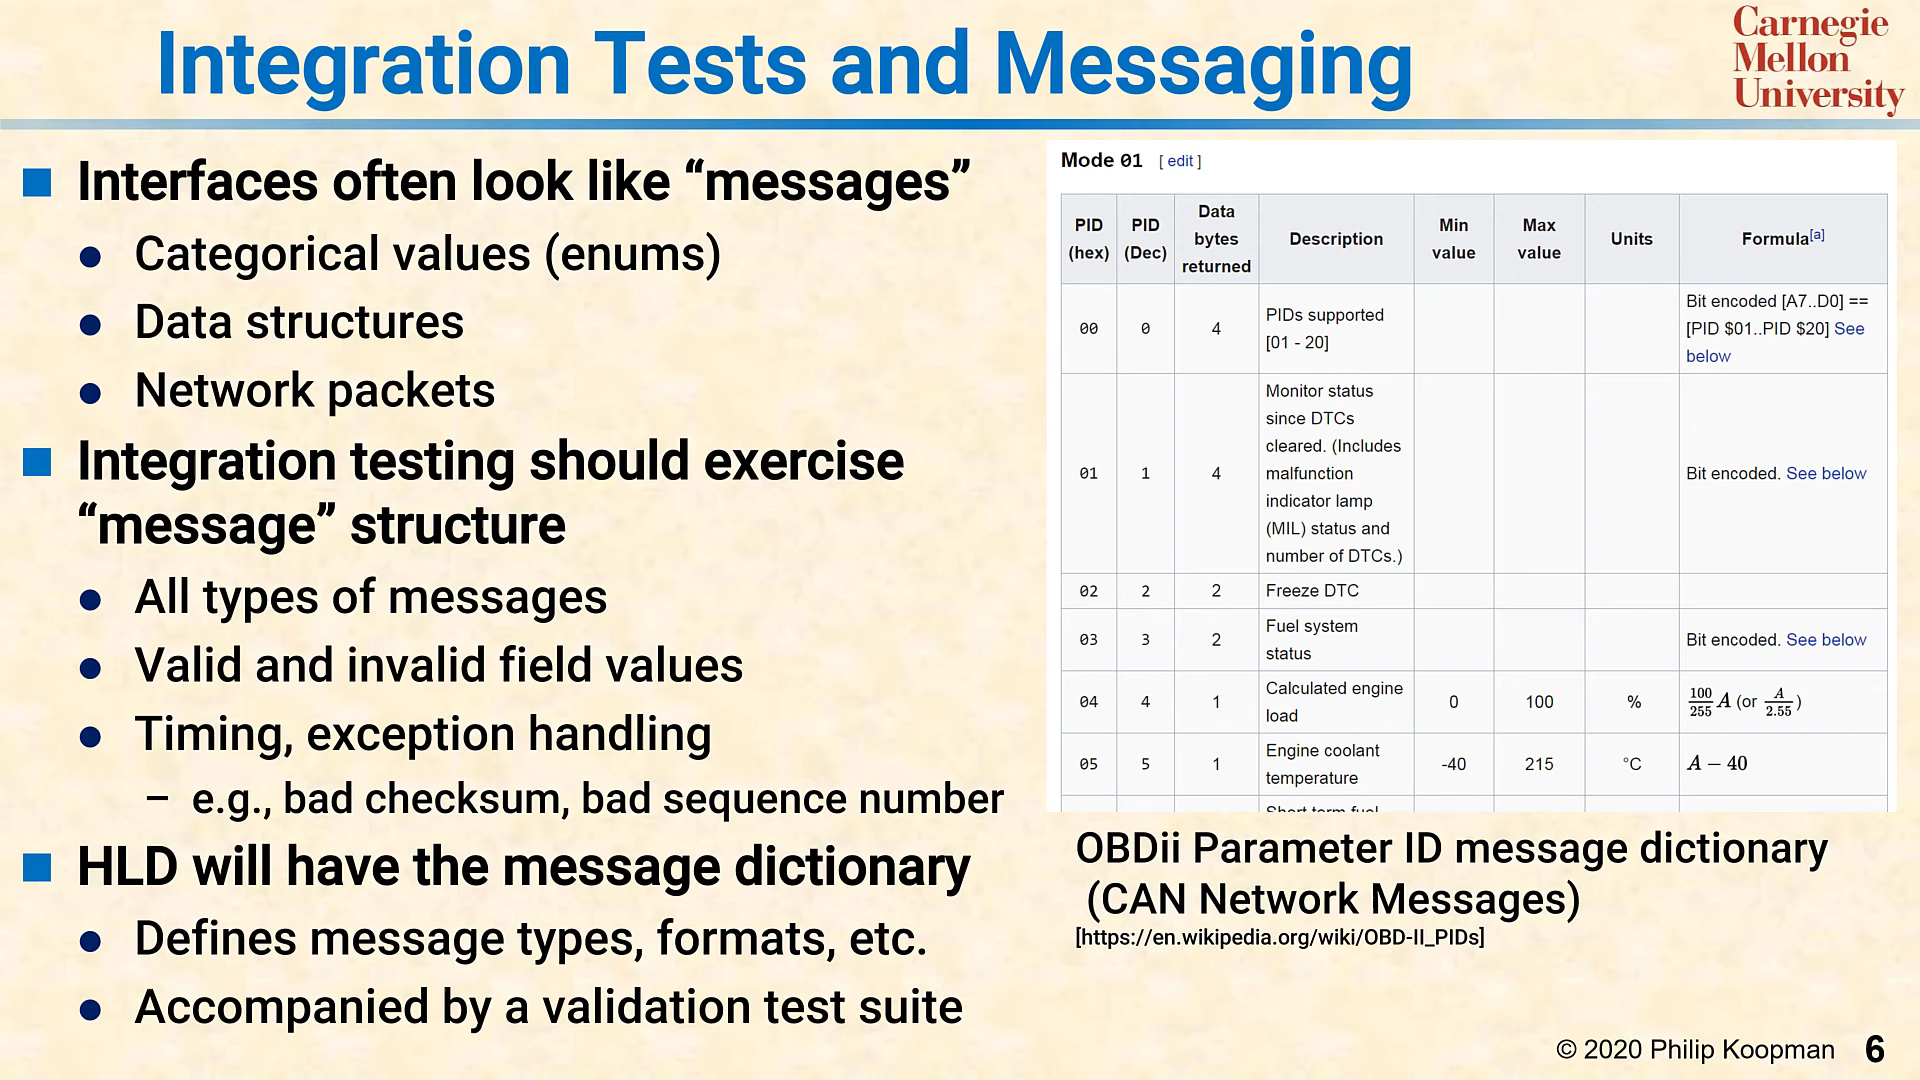 Integration Tests and Messaging
Carnegie
Mellon
University
Interfaces often look like “messages”
Categorical values (enums)
Data structures
Network packets
Integration testing should exercise
“message” structure
All types of messages
Valid and invalid field values
Timing, exception handling
– e.g., bad checksum, bad sequence number
HLD will have the message dictionary
Defines message types, formats, etc.
Accompanied by a validation test suite
Mode 01 [ edit ]
PID (hex) PID (Dec) Data bytes returned Description Min value Max value Units Formula[a]
00 0 4 PIDs supported [01 - 20] Bit encoded [A7..D0] == [PID $01..PID $20] See below
01 1 4 Monitor status since DTCs cleared. (Includes malfunction indicator lamp (MIL) status and number of DTCs.) Bit encoded. See below
02 2 2 Freeze DTC
03 3 2 Fuel system status Bit encoded. See below
04 4 1 Calculated engine load 0 100 % 100/255 A (or A/2.55)
05 5 1 Engine coolant temperature -40 215 °C A − 40
Short term fuel
OBDii Parameter ID message dictionary
(CAN Network Messages)
[https://en.wikipedia.org/wiki/OBD-II_PIDs]
© 2020 Philip Koopman 6